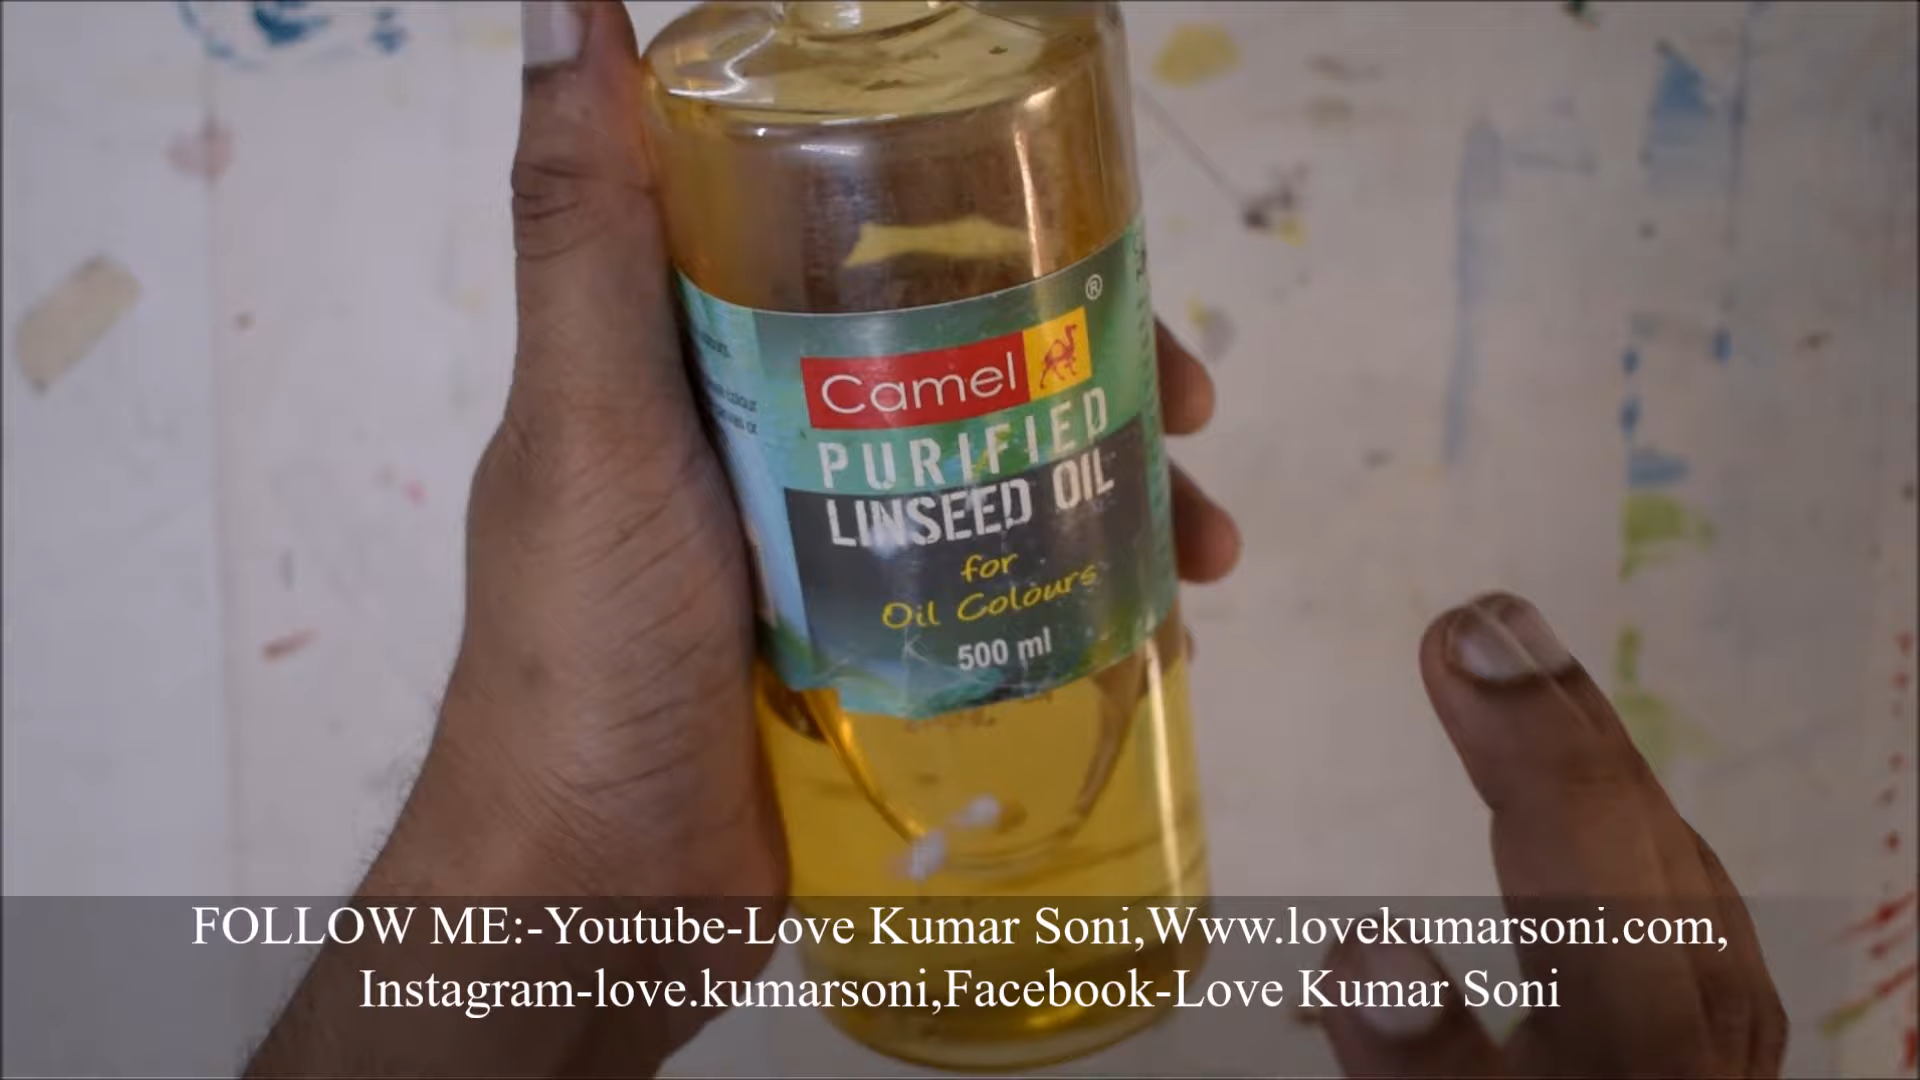 ®
Camel
PURIFIED
LINSEED OIL
for
Oil Colours
500 ml
FOLLOW ME:-Youtube-Love Kumar Soni,Www.lovekumarsoni.com,
Instagram-love.kumarsoni,Facebook-Love Kumar Soni